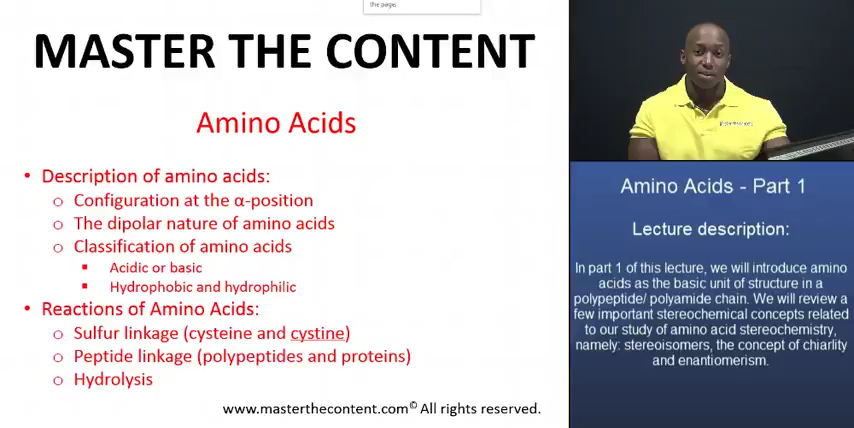 the pages
MASTER THE CONTENT
Amino Acids
• Description of amino acids:
o Configuration at the α-position
o The dipolar nature of amino acids
o Classification of amino acids
▪ Acidic or basic
▪ Hydrophobic and hydrophilic
• Reactions of Amino Acids:
o Sulfur linkage (cysteine and cystine)
o Peptide linkage (polypeptides and proteins)
o Hydrolysis
www.masterthecontent.com© All rights reserved.
Amino Acids - Part 1
Lecture description:
In part 1 of this lecture, we will introduce amino
acids as the basic unit of structure in a
polypeptide/ polyamide chain. We will review a
few important stereochemical concepts related
to our study of amino acid stereochemistry,
namely: stereoisomers, the concept of chiarlity
and enantiomerism.